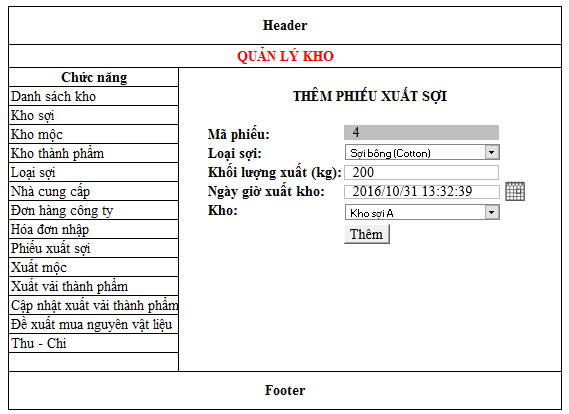 Header
QUẢN LÝ KHO
Chức năng
Danh sách kho
Kho sợi
Kho mộc
Kho thành phẩm
Loại sợi
Nhà cung cấp
Đơn hàng công ty
Hóa đơn nhập
Phiếu xuất sợi
Xuất mộc
Xuất vải thành phẩm
Cập nhật xuất vải thành phẩm
Đề xuất mua nguyên vật liệu
Thu - Chi
THÊM PHIẾU XUẤT SỢI
Mã phiếu: 4
Loại sợi: Sợi bông (Cotton)
Khối lượng xuất (kg): 200
Ngày giờ xuất kho: 2016/10/31 13:32:39
Kho: Kho sợi A
Thêm
Footer